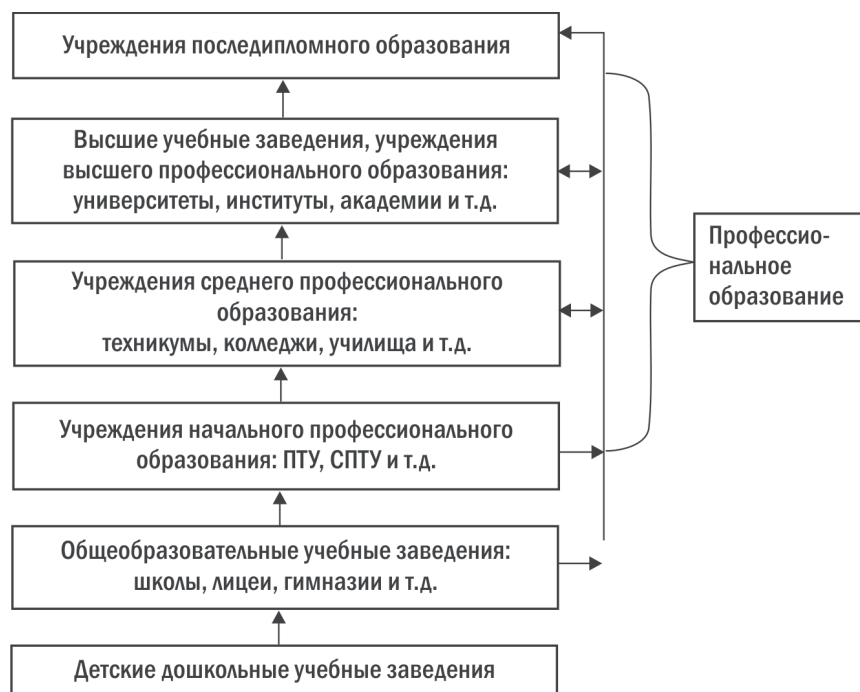 Учреждения последипломного образования
Высшие учебные заведения, учреждения
высшего профессионального образования:
университеты, институты, академии и т.д.
Учреждения среднего профессионального
образования:
техникумы, колледжи, училища и т.д.
Учреждения начального профессионального
образования: ПТУ, СПТУ и т.д.
Общеобразовательные учебные заведения:
школы, лицеи, гимназии и т.д.
Детские дошкольные учебные заведения
Профессио-
нальное
образование